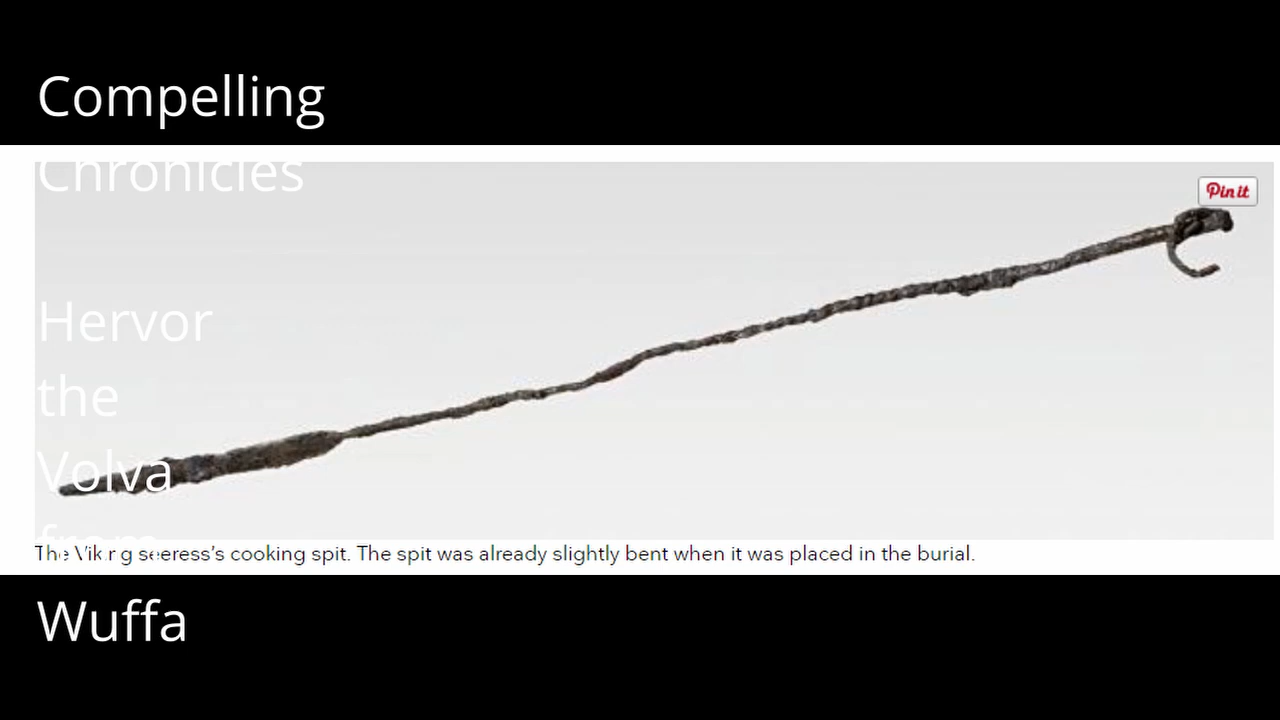 Compelling
Chronicles
Pin it
Hervor
the
Volva
from
The Viking seeress's cooking spit. The spit was already slightly bent when it was placed in the burial.
Wuffa